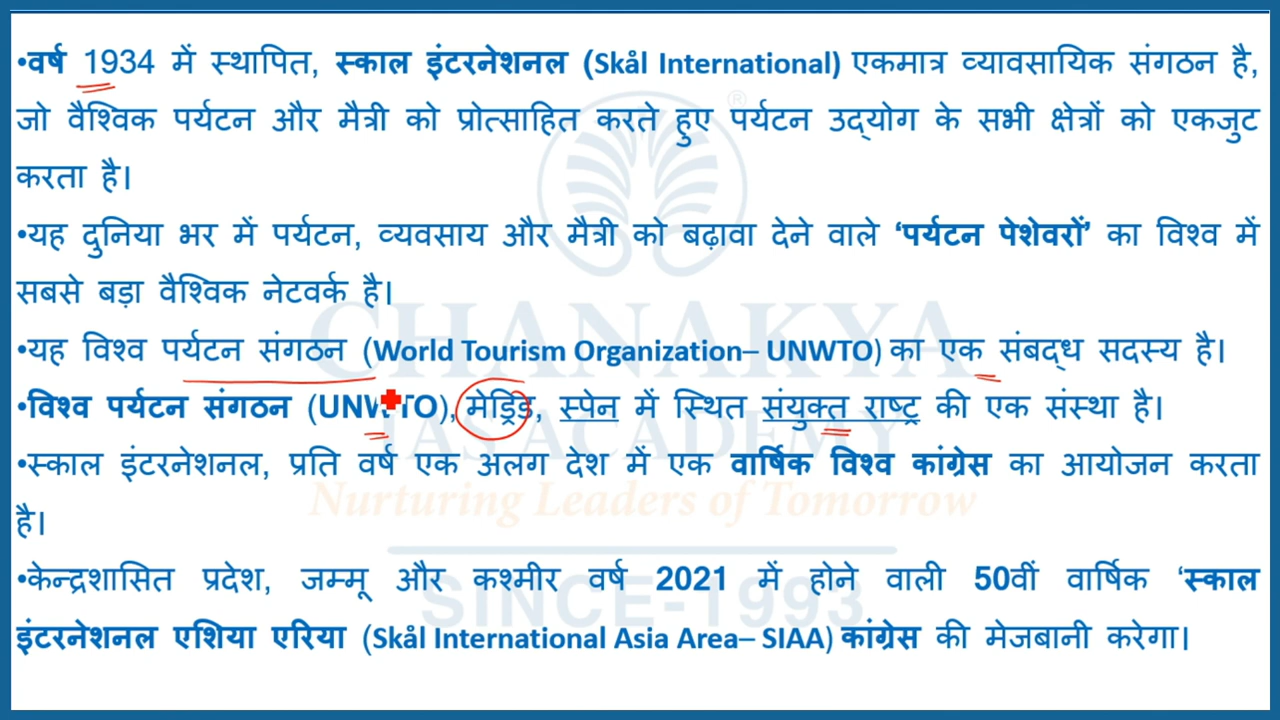 •वर्ष 1934 में स्थापित, स्काल इंटरनेशनल (Skål International) एकमात्र व्यावसायिक संगठन है,
जो वैश्विक पर्यटन और मैत्री को प्रोत्साहित करते हुए पर्यटन उद्योग के सभी क्षेत्रों को एकजुट
करता है।
•यह दुनिया भर में पर्यटन, व्यवसाय और मैत्री को बढ़ावा देने वाले ‘पर्यटन पेशेवरों’ का विश्व में
सबसे बड़ा वैश्विक नेटवर्क है।
•यह विश्व पर्यटन संगठन (World Tourism Organization– UNWTO) का एक संबद्ध सदस्य है।
•विश्व पर्यटन संगठन (UNWTO), मेड्रिड, स्पेन में स्थित संयुक्त राष्ट्र की एक संस्था है।
•स्काल इंटरनेशनल, प्रति वर्ष एक अलग देश में एक वार्षिक विश्व कांग्रेस का आयोजन करता
है।
•केन्द्रशासित प्रदेश, जम्मू और कश्मीर वर्ष 2021 में होने वाली 50वीं वार्षिक ‘स्काल
इंटरनेशनल एशिया एरिया (Skål International Asia Area– SIAA) कांग्रेस की मेजबानी करेगा।
®
CHANAKYA
IAS ACADEMY
Nurturing Leaders of Tomorrow
SINCE-1993